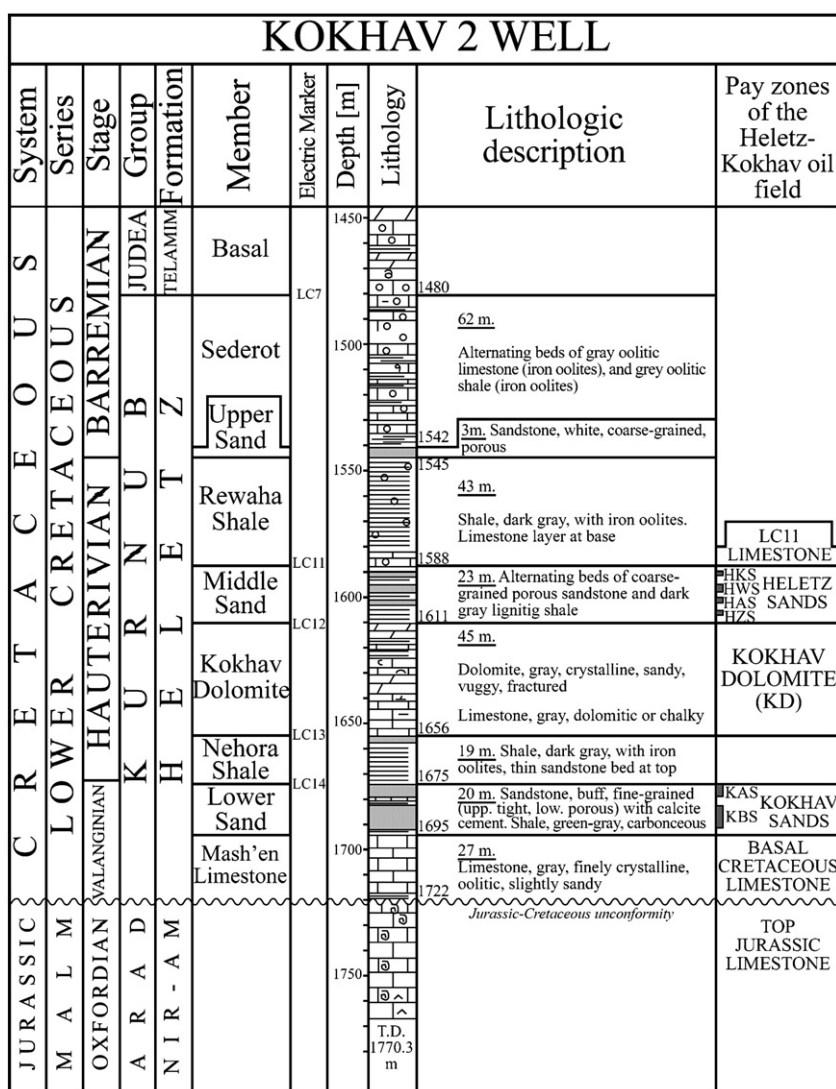 KOKHAV 2 WELL
System
Series
Stage
Group
Formation
Member
Electric Marker
Depth [m]
Lithology
Lithologic
description
Pay zones
of the
Heletz-
Kokhav oil
field
CRETACEOUS
LOWER CRETACEOUS
BARREMIAN
JUDEA
TELAMIM
Basal
1450
1480
LC7
KURNUB
HELETZ
Sederot
1500
62 m.
Alternating beds of gray oolitic
limestone (iron oolites), and grey oolitic
shale (iron oolites)
Upper
Sand
1542
3m. Sandstone, white, coarse-grained,
porous
1545
HAUTERIVIAN
Rewaha
Shale
1550
43 m.
Shale, dark gray, with iron oolites.
Limestone layer at base
1588
LC11
LIMESTONE
LC11
Middle
Sand
1600
23 m. Alternating beds of coarse-
grained porous sandstone and dark
gray lignitig shale
1611
HKS
HWS
HAS
HZS
HELETZ
SANDS
LC12
Kokhav
Dolomite
45 m.
Dolomite, gray, crystalline, sandy,
vuggy, fractured
Limestone, gray, dolomitic or chalky
1650
1656
KOKHAV
DOLOMITE
(KD)
LC13
Nehora
Shale
19 m. Shale, dark gray, with iron
oolites, thin sandstone bed at top
1675
LC14
VALANGINIAN
Lower
Sand
20 m. Sandstone, buff, fine-grained
(upp. tight, low. porous) with calcite
cement. Shale, green-gray, carbonceous
1695
KAS
KBS
KOKHAV
SANDS
Mash'en
Limestone
1700
27 m.
Limestone, gray, finely crystalline,
oolitic, slightly sandy
1722
BASAL
CRETACEOUS
LIMESTONE
Jurassic-Cretaceous unconformity
JURASSIC
MALM
OXFORDIAN
ARAD
NIR-AM
1750
TOP
JURASSIC
LIMESTONE
T.D.
1770.3
m